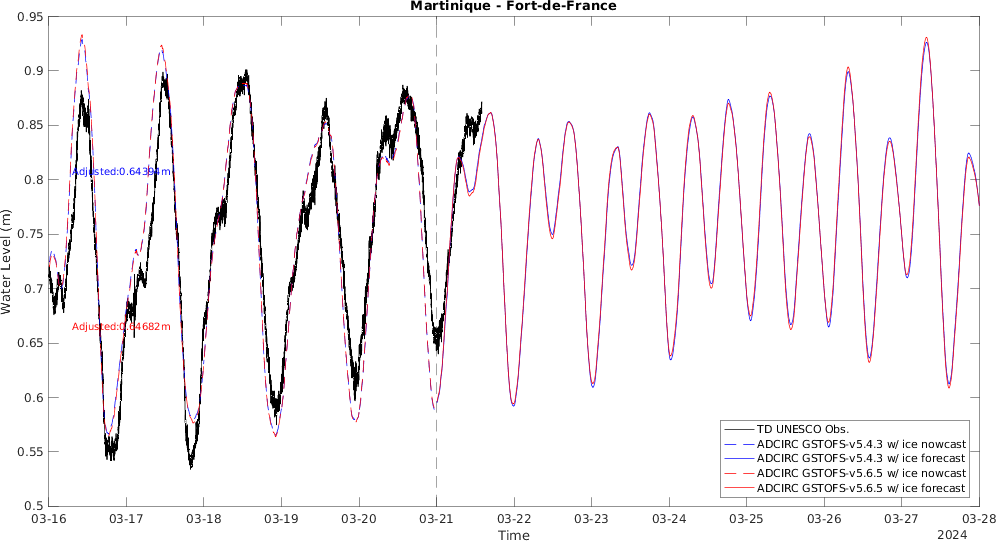 Martinique - Fort-de-France
0.95
0.9
0.85
0.8
0.75
0.7
0.65
0.6
0.55
0.5
Water Level (m)
Adjusted:0.64394m
Adjusted:0.64682m
TD UNESCO Obs.
ADCIRC GSTOFS-v5.4.3 w/ ice nowcast
ADCIRC GSTOFS-v5.4.3 w/ ice forecast
ADCIRC GSTOFS-v5.6.5 w/ ice nowcast
ADCIRC GSTOFS-v5.6.5 w/ ice forecast
03-16 03-17 03-18 03-19 03-20 03-21 03-22 03-23 03-24 03-25 03-26 03-27 03-28
Time
2024